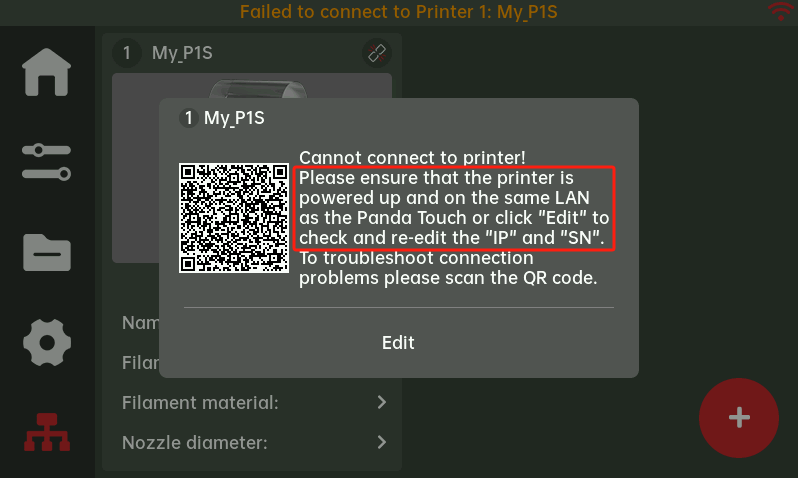 Failed to connect to Printer 1: My_P1S
1 My_P1S
1 My_P1S
Cannot connect to printer!
Please ensure that the printer is
powered up and on the same LAN
as the Panda Touch or click "Edit" to
check and re-edit the "IP" and "SN".
To troubleshoot connection
problems please scan the QR code.
Edit
Filament material:
Nozzle diameter: